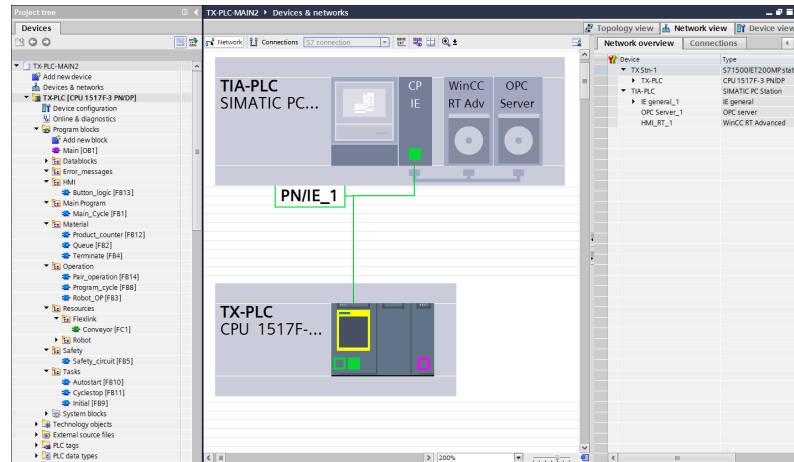 Project tree
TX-PLC-MAIN2 ▸ Devices & networks
Devices
Topology view
Network view
Device view
Network
Connections
S7 connection
Network overview
Connections
TX-PLC-MAIN2
Add new device
Devices & networks
TX-PLC [CPU 1517F-3 PN/DP]
Device configuration
Online & diagnostics
Program blocks
Add new block
Main [OB1]
Datablocks
Error_messages
HMI
Button_logic [FB13]
Main Program
Main_Cycle [FB1]
Material
Product_counter [FB12]
Queue [FB2]
Terminate [FB4]
Operation
Pair_operation [FB14]
Program_cycle [FB8]
Robot_OP [FB3]
Resources
Flexlink
Conveyor [FC1]
Robot
Safety
Safety_circuit [FB5]
Tasks
Autostart [FB10]
Cyclestop [FB11]
Initial [FB9]
System blocks
Technology objects
External source files
PLC tags
PLC data types
TIA-PLC
SIMATIC PC...
CP
IE
WinCC
RT Adv
OPC
Server
PN/IE_1
TX-PLC
CPU 1517F-...
200%
Device
Type
TXStn-1
S71500/ET200MP stat
TX-PLC
CPU 1517F-3 PN/DP
TIA-PLC
SIMATIC PC Station
IE general_1
IE general
OPC Server_1
OPC server
HMI_RT_1
WinCC RT Advanced